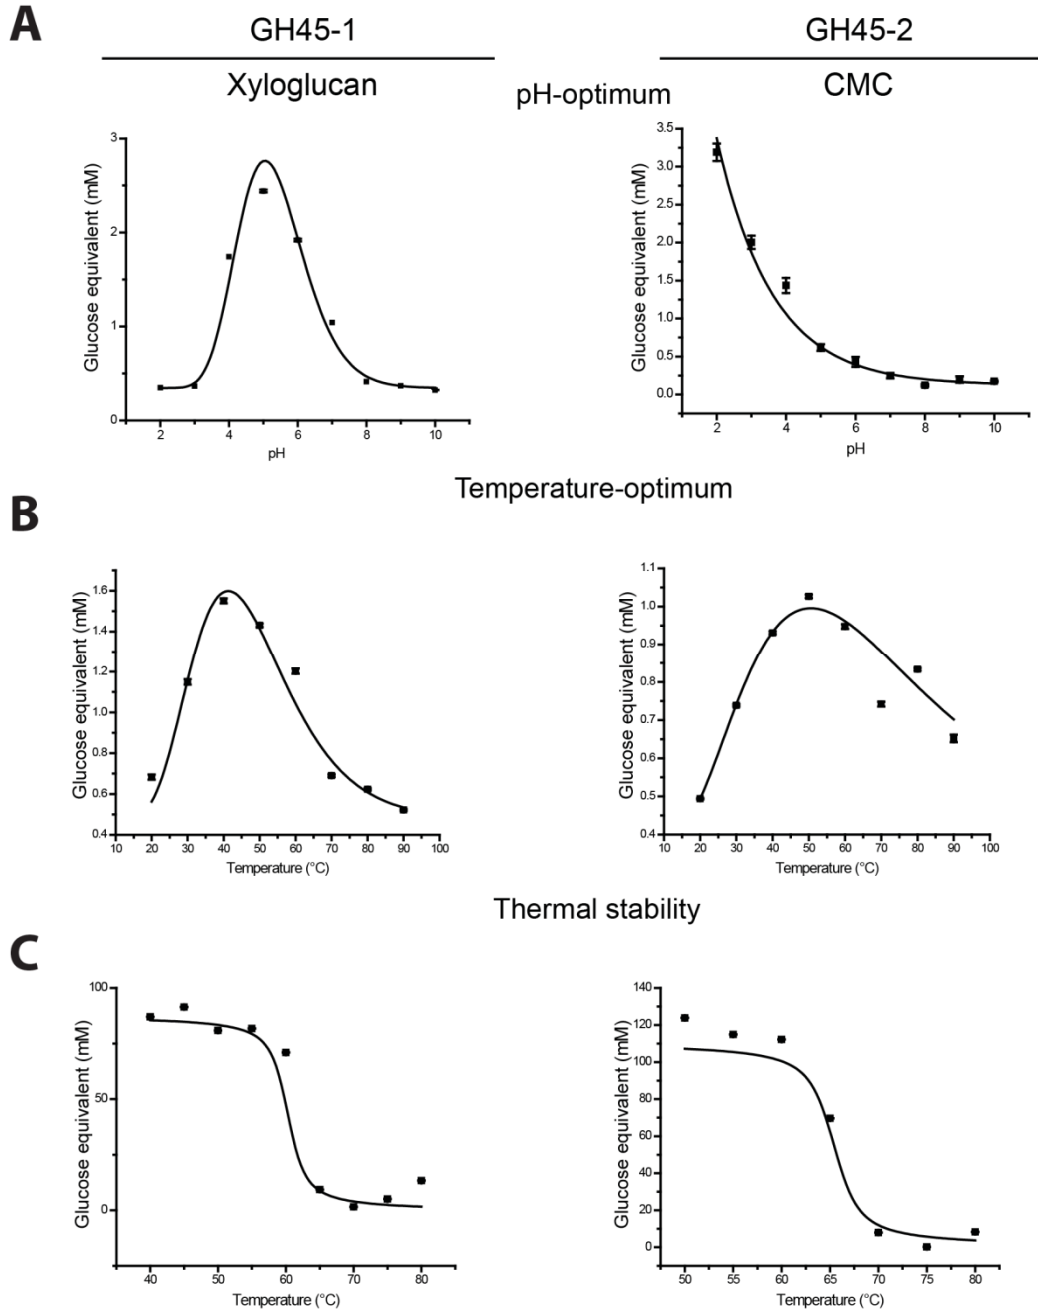 A
GH45-1
GH45-2
Xyloglucan
pH-optimum
CMC
Glucose equivalent (mM)
3
2
1
0
2 4 6 8 10
pH
Glucose equivalent (mM)
3.5
3.0
2.5
2.0
1.5
1.0
0.5
0.0
2 4 6 8 10
pH
Temperature-optimum
B
Glucose equivalent (mM)
1.6
1.4
1.2
1.0
0.8
0.6
0.4
10 20 30 40 50 60 70 80 90 100
Temperature (°C)
Glucose equivalent (mM)
1.1
1.0
0.9
0.8
0.7
0.6
0.5
0.4
10 20 30 40 50 60 70 80 90 100
Temperature (°C)
Thermal stability
C
Glucose equivalent (mM)
100
50
0
40 50 60 70 80
Temperature (°C)
Glucose equivalent (mM)
140
120
100
80
60
40
20
0
50 55 60 65 70 75 80
Temperature (°C)